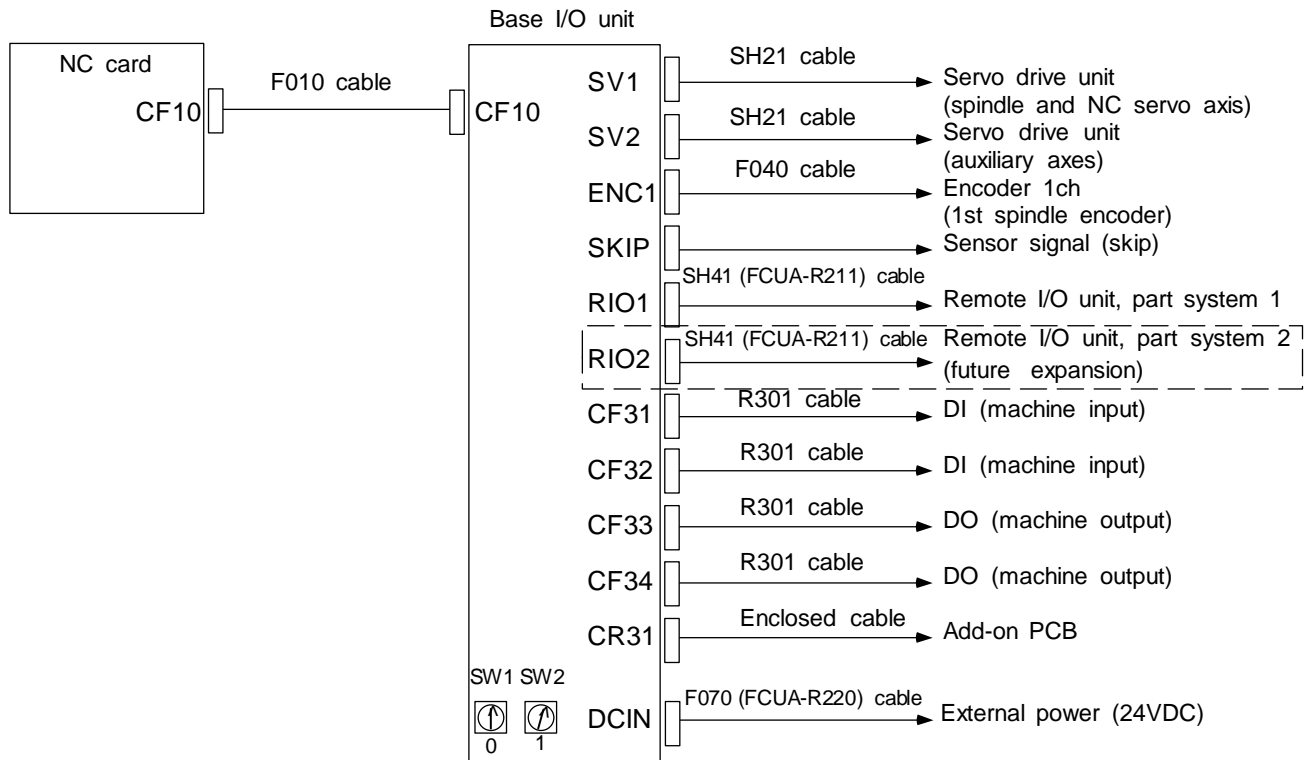 Base I/O unit
NC card
CF10
F010 cable
CF10
SV1
SH21 cable
Servo drive unit
(spindle and NC servo axis)
SV2
SH21 cable
Servo drive unit
(auxiliary axes)
ENC1
F040 cable
Encoder 1ch
(1st spindle encoder)
SKIP
Sensor signal (skip)
RIO1
SH41 (FCUA-R211) cable
Remote I/O unit, part system 1
RIO2
SH41 (FCUA-R211) cable
Remote I/O unit, part system 2
(future expansion)
CF31
R301 cable
DI (machine input)
CF32
R301 cable
DI (machine input)
CF33
R301 cable
DO (machine output)
CF34
R301 cable
DO (machine output)
CR31
Enclosed cable
Add-on PCB
SW1 SW2
0 1
DCIN
F070 (FCUA-R220) cable
External power (24VDC)